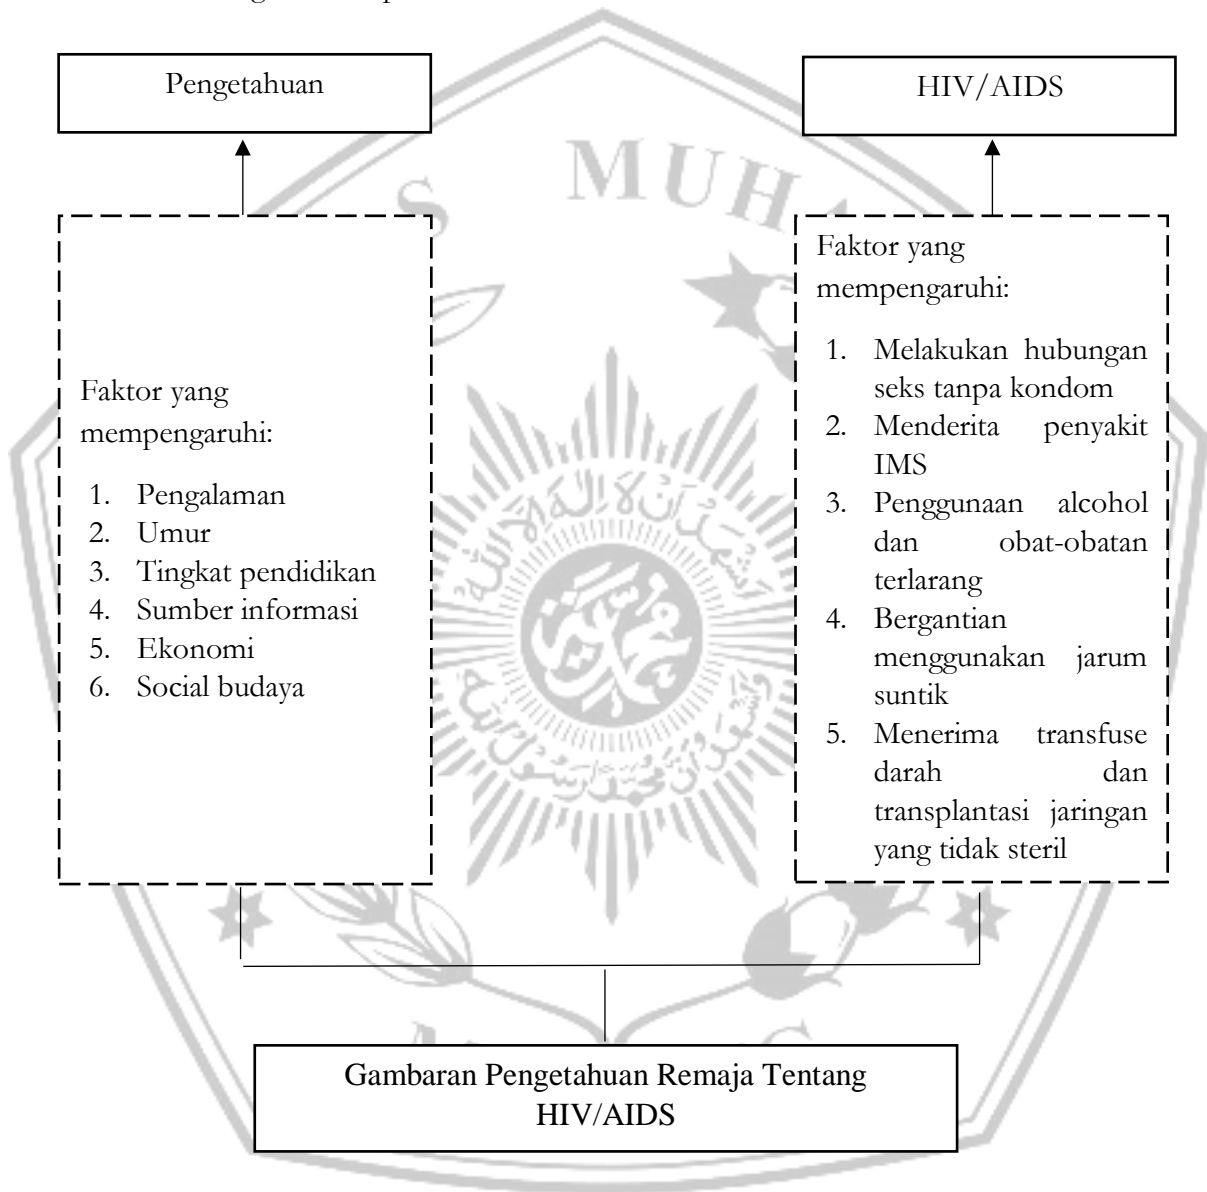 Pengetahuan
HIV/AIDS
MUH
S
Faktor yang
mempengaruhi:
1. Pengalaman
2. Umur
3. Tingkat pendidikan
4. Sumber informasi
5. Ekonomi
6. Social budaya
Faktor yang
mempengaruhi:
1. Melakukan hubungan
seks tanpa kondom
2. Menderita penyakit
IMS
3. Penggunaan alcohol
dan obat-obatan
terlarang
4. Bergantian
menggunakan jarum
suntik
5. Menerima transfuse
darah dan
transplantasi jaringan
yang tidak steril
Gambaran Pengetahuan Remaja Tentang
HIV/AIDS